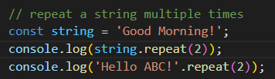 // repeat a string multiple times
const string = 'Good Morning!';
console.log(string.repeat(2));
console.log('Hello ABC!'.repeat(2));